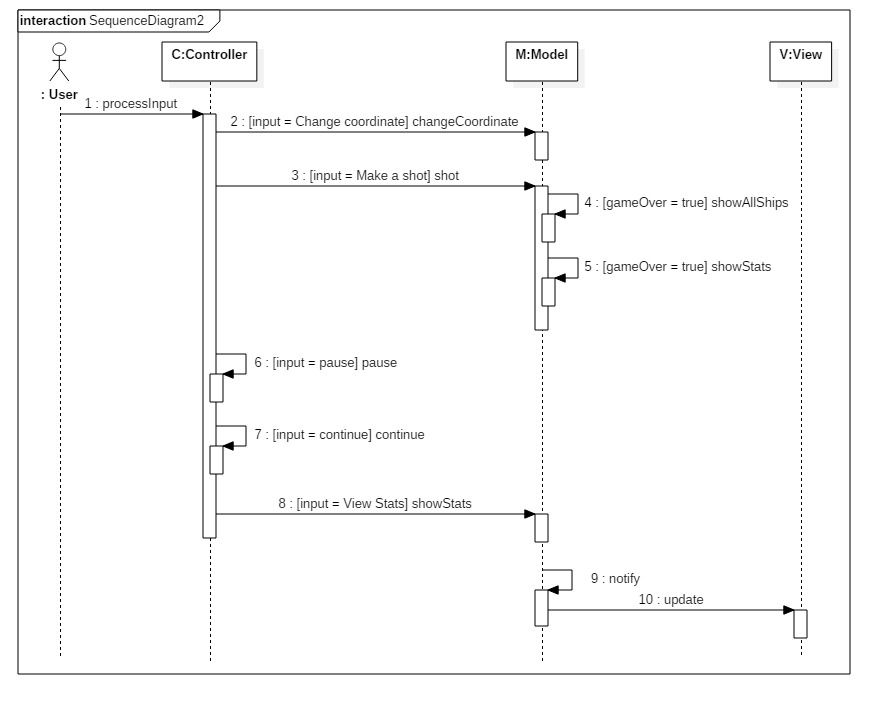 interaction SequenceDiagram2
C:Controller
M:Model
V:View
: User
1 : processInput
2 : [input = Change coordinate] changeCoordinate
3 : [input = Make a shot] shot
4 : [gameOver = true] showAllShips
5 : [gameOver = true] showStats
6 : [input = pause] pause
7 : [input = continue] continue
8 : [input = View Stats] showStats
9 : notify
10 : update